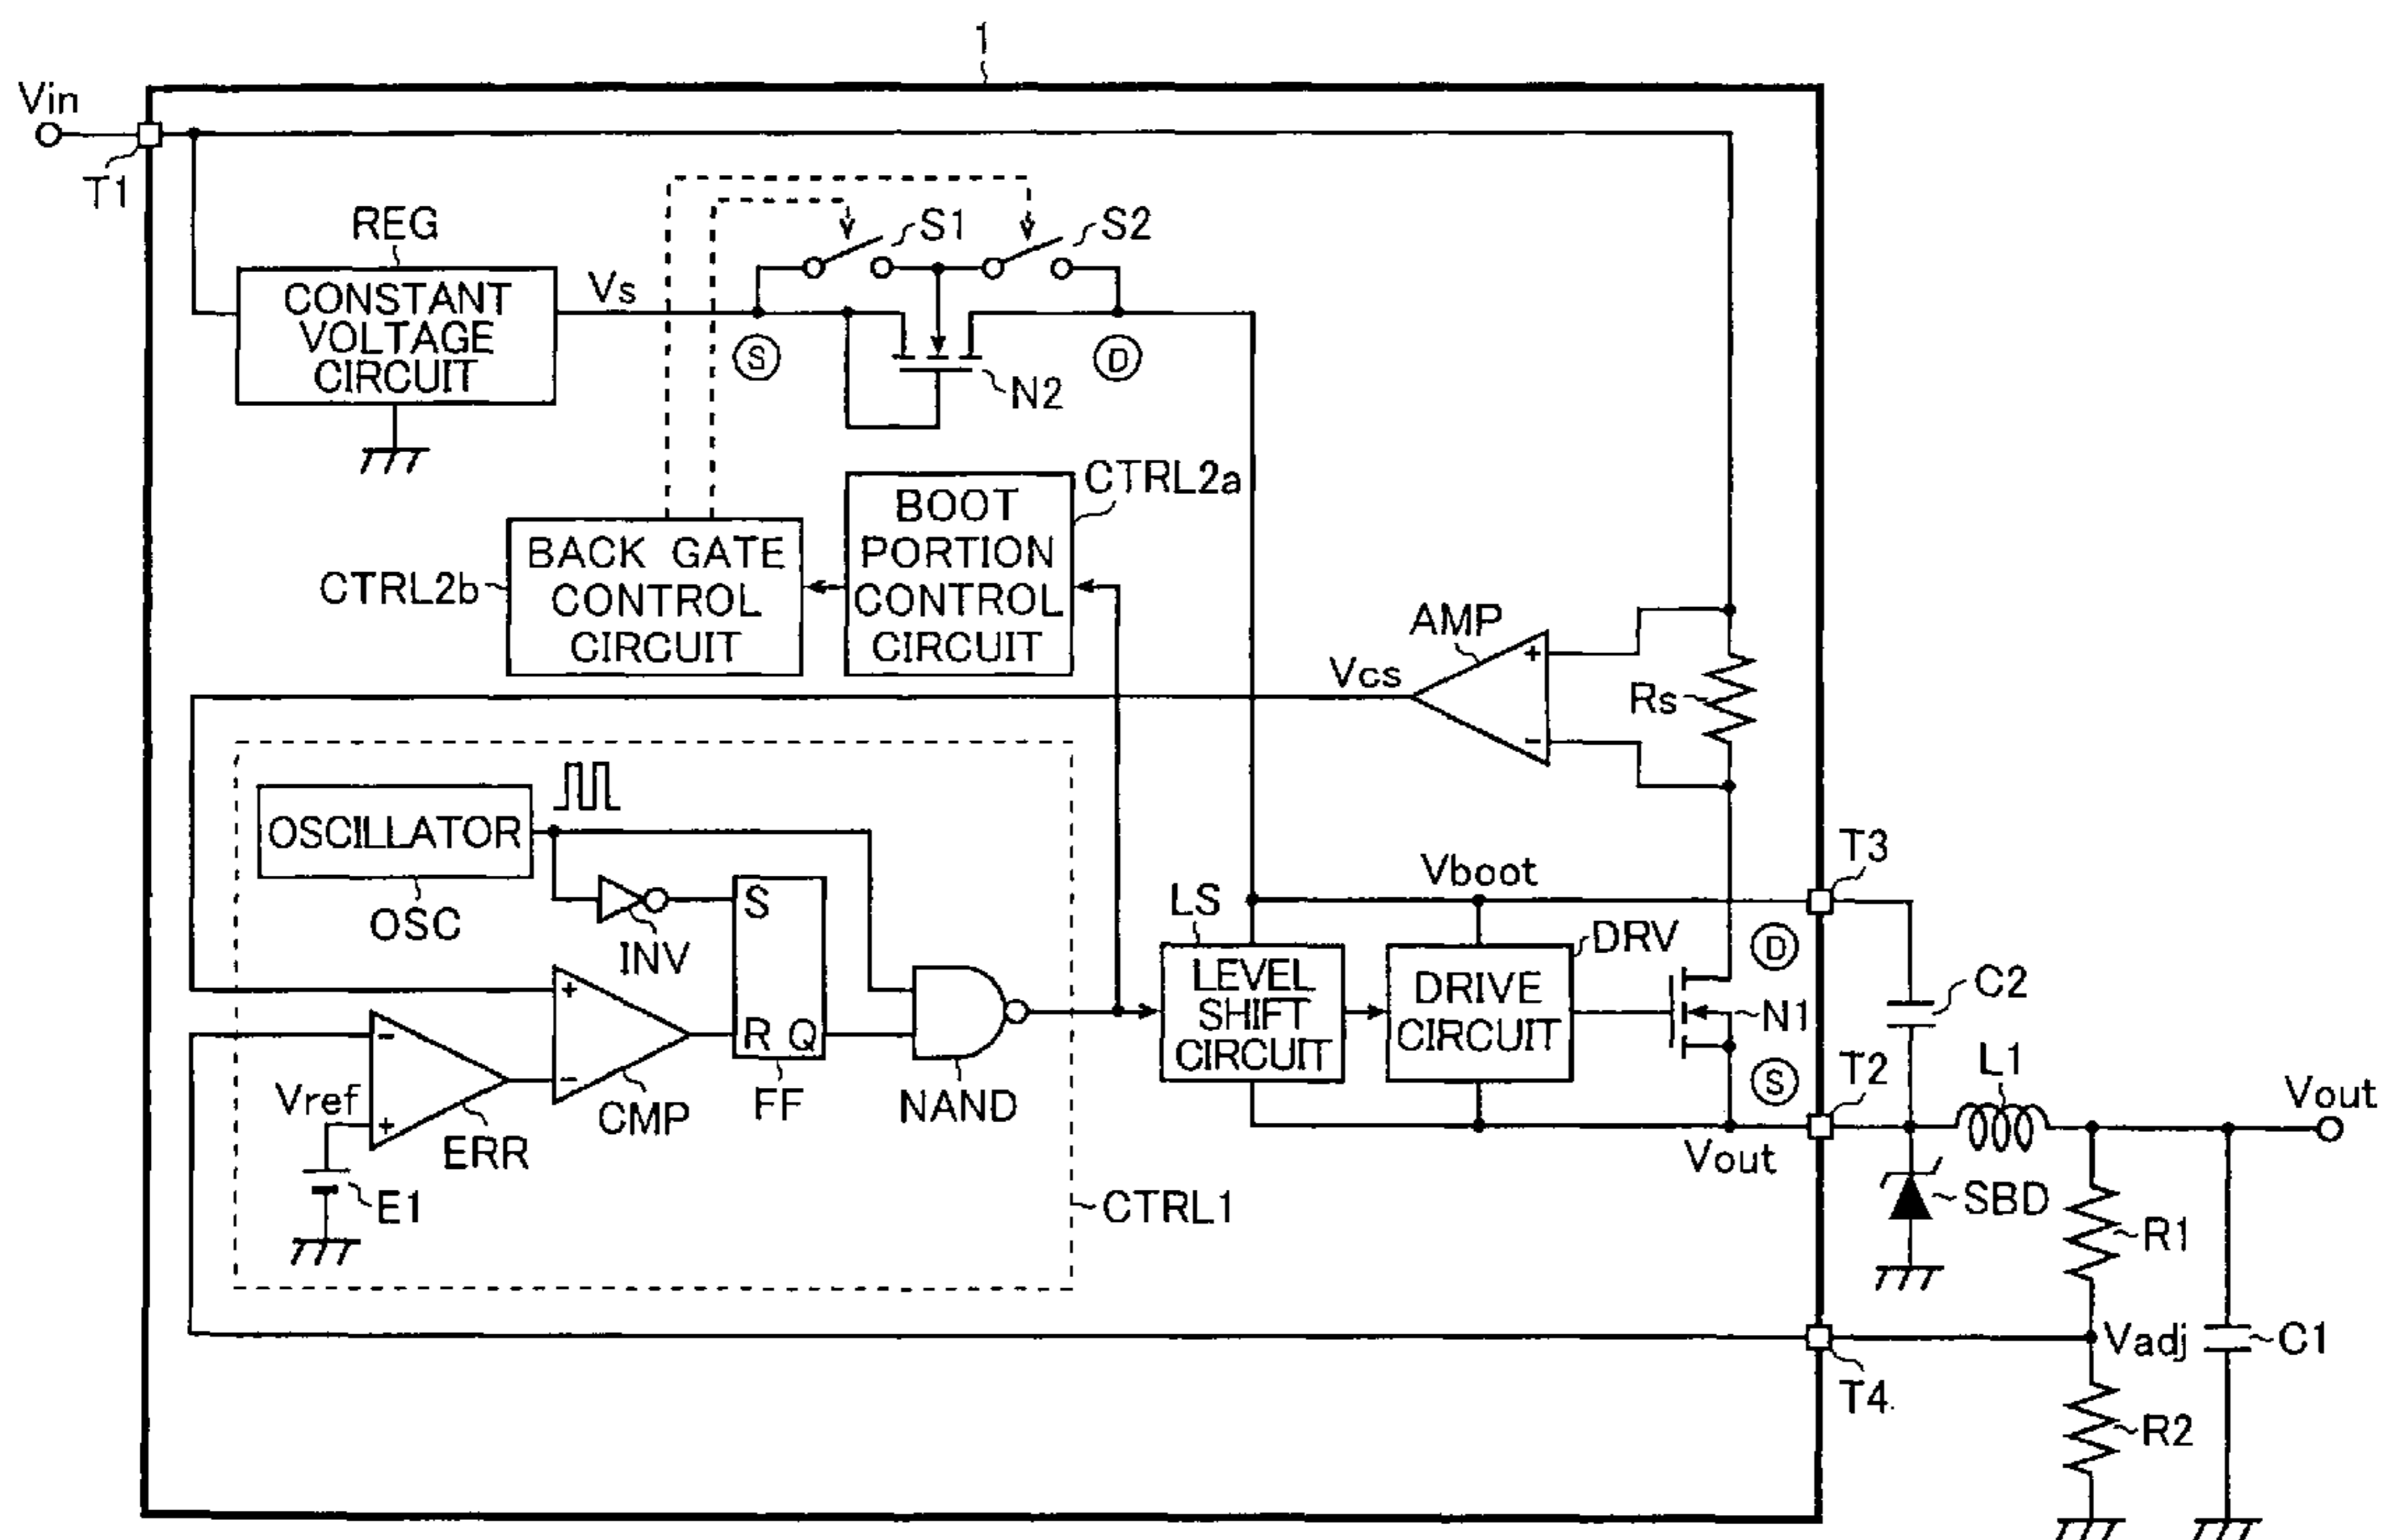 1
Vin
T1
REG
CONSTANT
VOLTAGE
CIRCUIT
Vs
S1
S2
S
D
N2
CTRL2a
BOOT
PORTION
CONTROL
CIRCUIT
CTRL2b
BACK GATE
CONTROL
CIRCUIT
AMP
+
-
Vcs
Rs
OSCILLATOR
OSC
INV
S
R Q
FF
+
-
CMP
NAND
-
+
Vref
ERR
E1
CTRL1
LS
LEVEL
SHIFT
CIRCUIT
Vboot
DRV
DRIVE
CIRCUIT
D
N1
S
T3
C2
T2
L1
Vout
Vout
SBD
R1
Vadj
C1
T4
R2